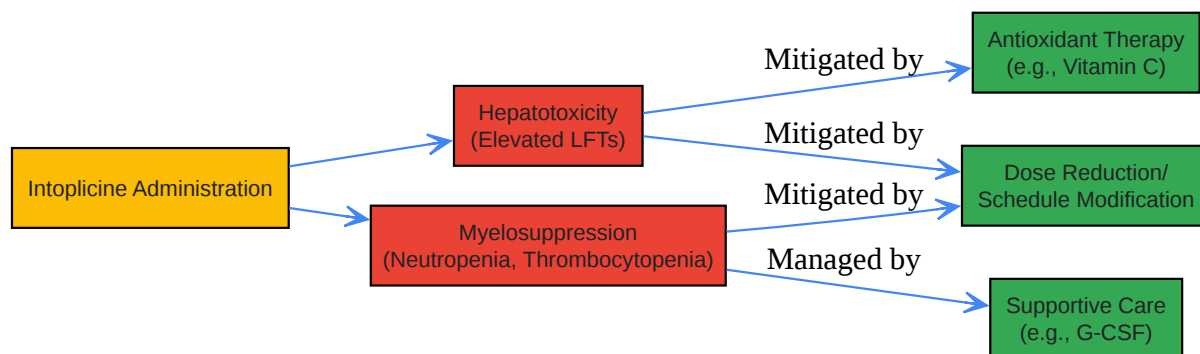 Intoplicine Administration
Hepatotoxicity
(Elevated LFTs)
Myelosuppression
(Neutropenia, Thrombocytopenia)
Mitigated by
Mitigated by
Mitigated by
Managed by
Antioxidant Therapy
(e.g., Vitamin C)
Dose Reduction/
Schedule Modification
Supportive Care
(e.g., G-CSF)